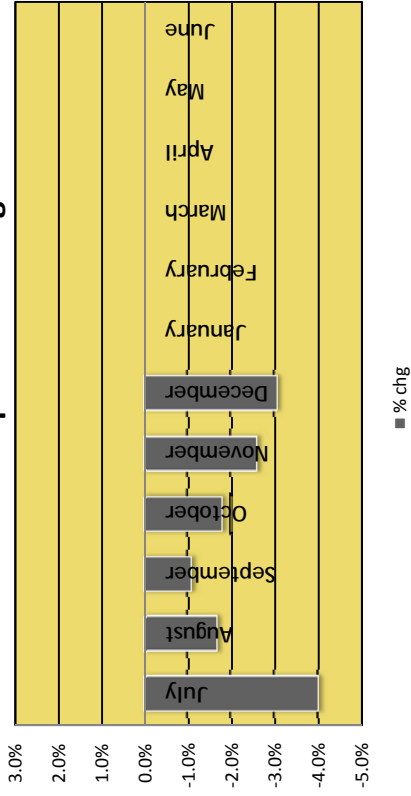 June
May
April
March
February
January
December
November
October
September
August
July
3.0%
2.0%
1.0%
0.0%
-1.0%
-2.0%
-3.0%
-4.0%
-5.0%
% chg